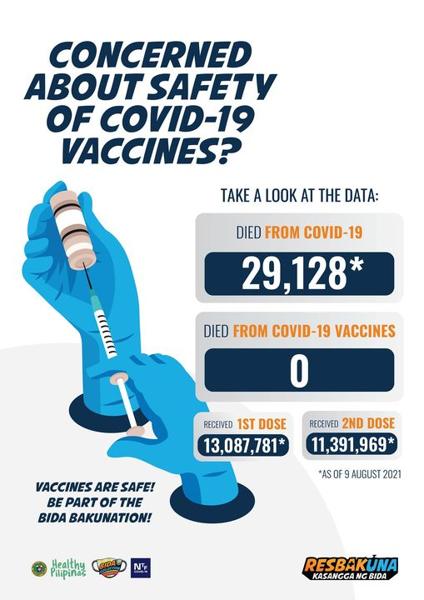 CONCERNED
ABOUT SAFETY
OF COVID-19
VACCINES?
TAKE A LOOK AT THE DATA:
DIED FROM COVID-19
29,128*
DIED FROM COVID-19 VACCINES
0
RECEIVED 1ST DOSE
13,087,781*
RECEIVED 2ND DOSE
11,391,969*
*AS OF 9 AUGUST 2021
VACCINES ARE SAFE!
BE PART OF THE
BIDA BAKUNATION!
Healthy
Pilipinas
BIDA
RESBAKUNA
KASANGGA NG BIDA